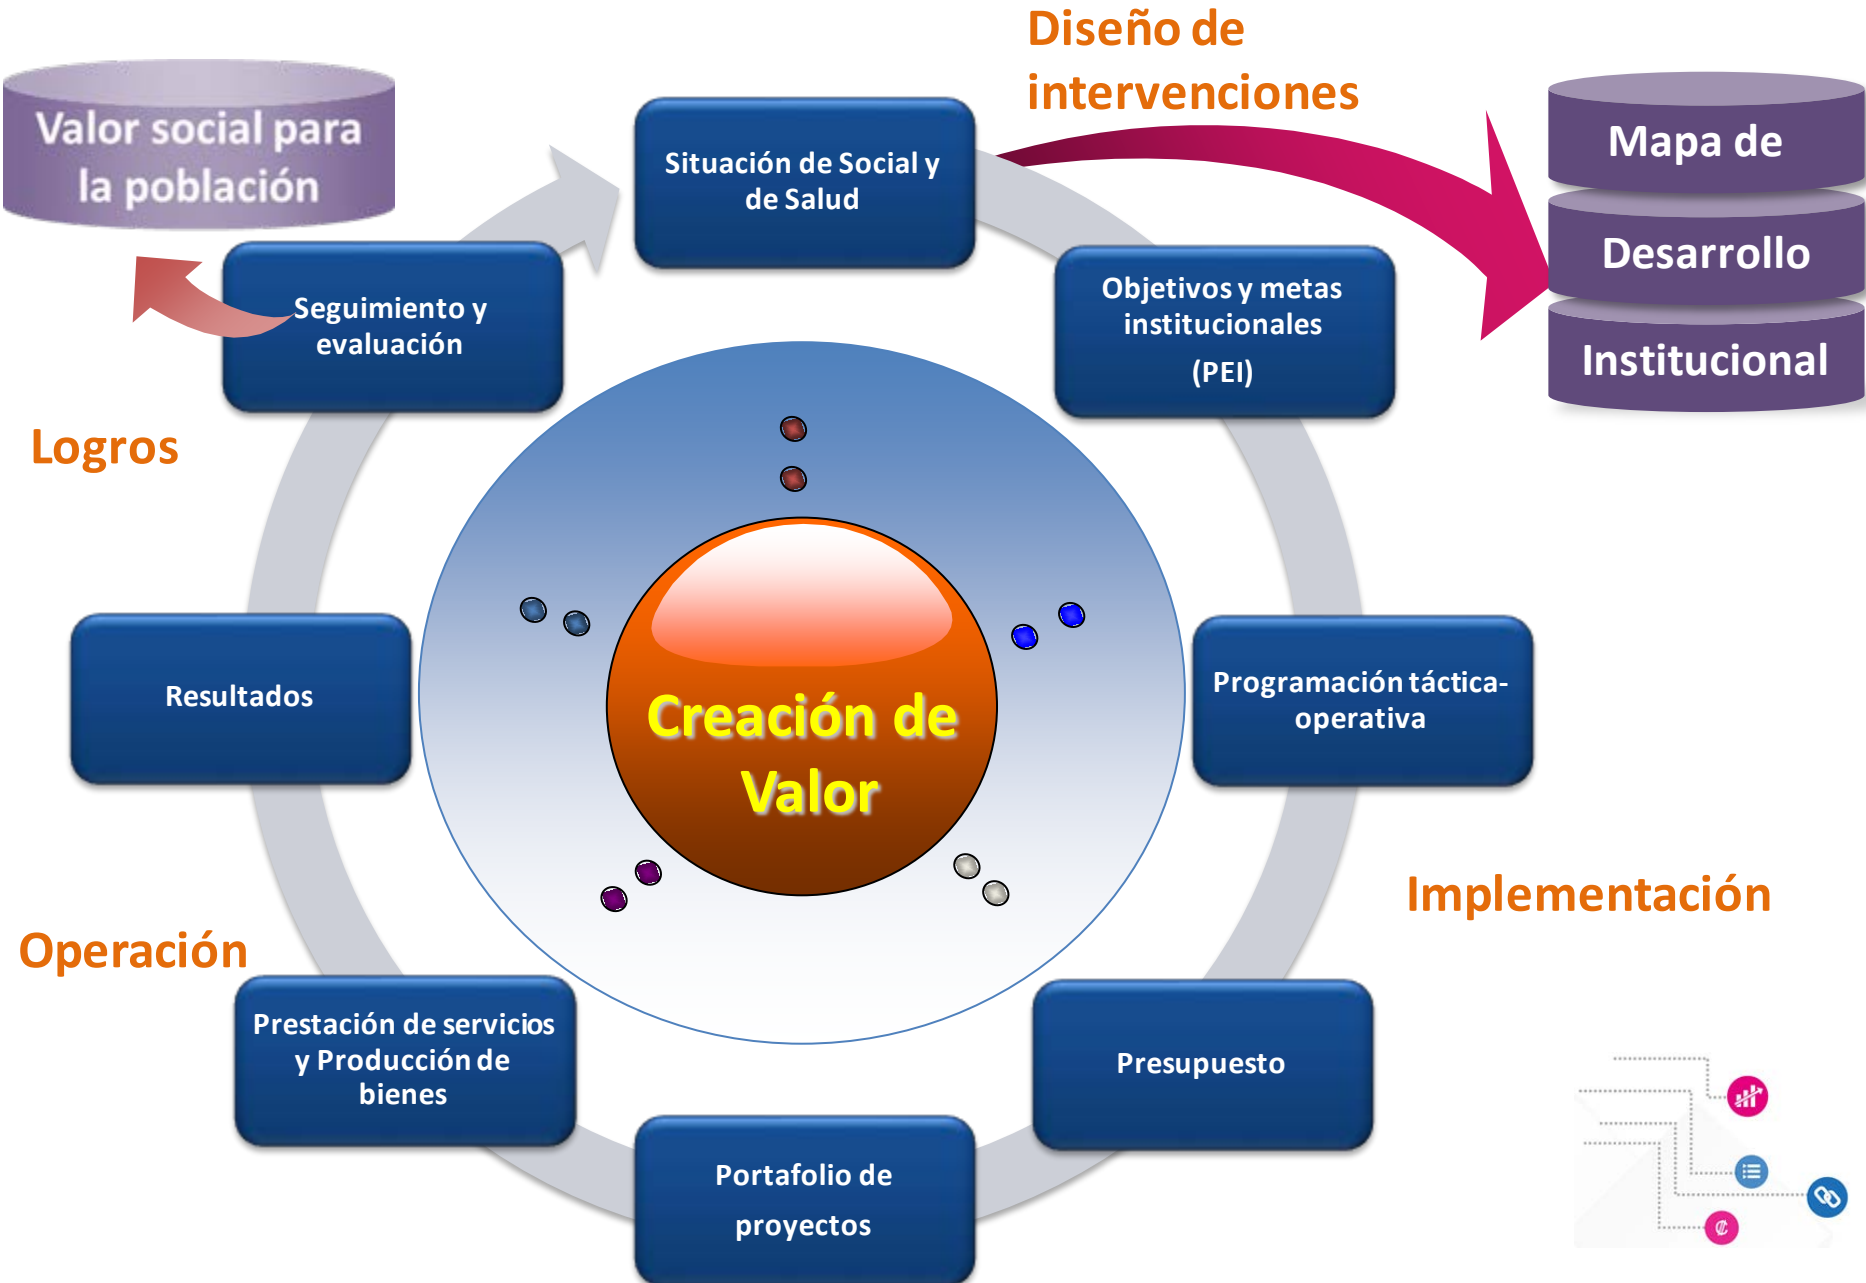 Diseño de
intervenciones
Valor social para
la población
Situación de Social y
de Salud
Mapa de
Desarrollo
Institucional
Objetivos y metas
institucionales
(PEI)
Seguimiento y
evaluación
Logros
Resultados
Creación de
Valor
Programación táctica-
operativa
Implementación
Operación
Prestación de servicios
y Producción de
bienes
Presupuesto
Portafolio de
proyectos
₡